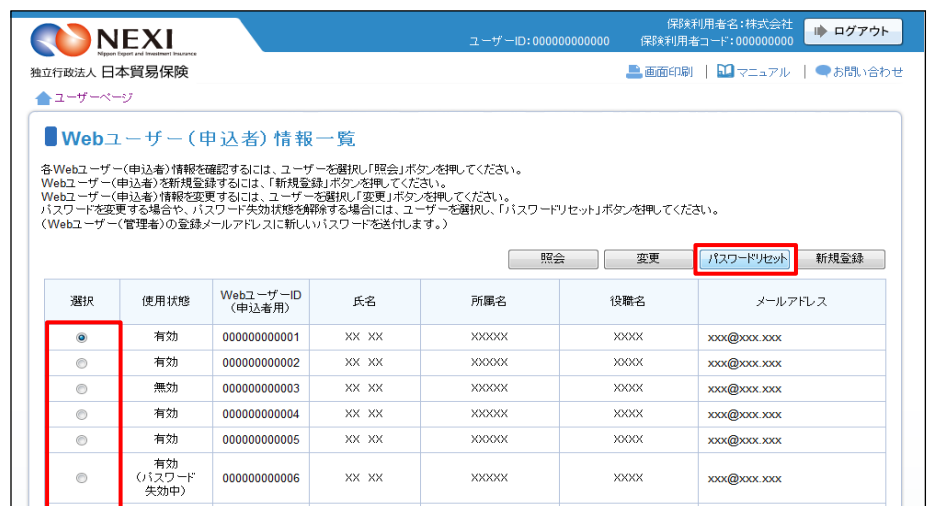 NEXI
Nippon Export and Investment Insurance
保険利用者名:株式会社
ユーザーID:000000000000 保険利用者コード:000000000
ログアウト
独立行政法人 日本貿易保険
画面印刷 | マニュアル | お問い合わせ
ユーザーページ
Webユーザー(申込者)情報一覧
各Webユーザー(申込者)情報を確認するには、ユーザーを選択し「照会」ボタンを押してください。
Webユーザー(申込者)を新規登録するには、「新規登録」ボタンを押してください。
Webユーザー(申込者)情報を変更するには、ユーザーを選択し「変更」ボタンを押してください。
パスワードを変更する場合や、パスワード失効状態を解除する場合には、ユーザーを選択し、「パスワードリセット」ボタンを押してください。
(Webユーザー(管理者)の登録メールアドレスに新しいパスワードを送付します。)
照会 変更 パスワードリセット 新規登録
選択 使用状態 WebユーザーID (申込者用) 氏名 所属名 役職名 メールアドレス
有効 000000000001 XX XX XXXXX XXXX xxx@xxx.xxx
有効 000000000002 XX XX XXXXX XXXX xxx@xxx.xxx
無効 000000000003 XX XX XXXXX XXXX xxx@xxx.xxx
有効 000000000004 XX XX XXXXX XXXX xxx@xxx.xxx
有効 000000000005 XX XX XXXXX XXXX xxx@xxx.xxx
有効 (パスワード失効中) 000000000006 XX XX XXXXX XXXX xxx@xxx.xxx